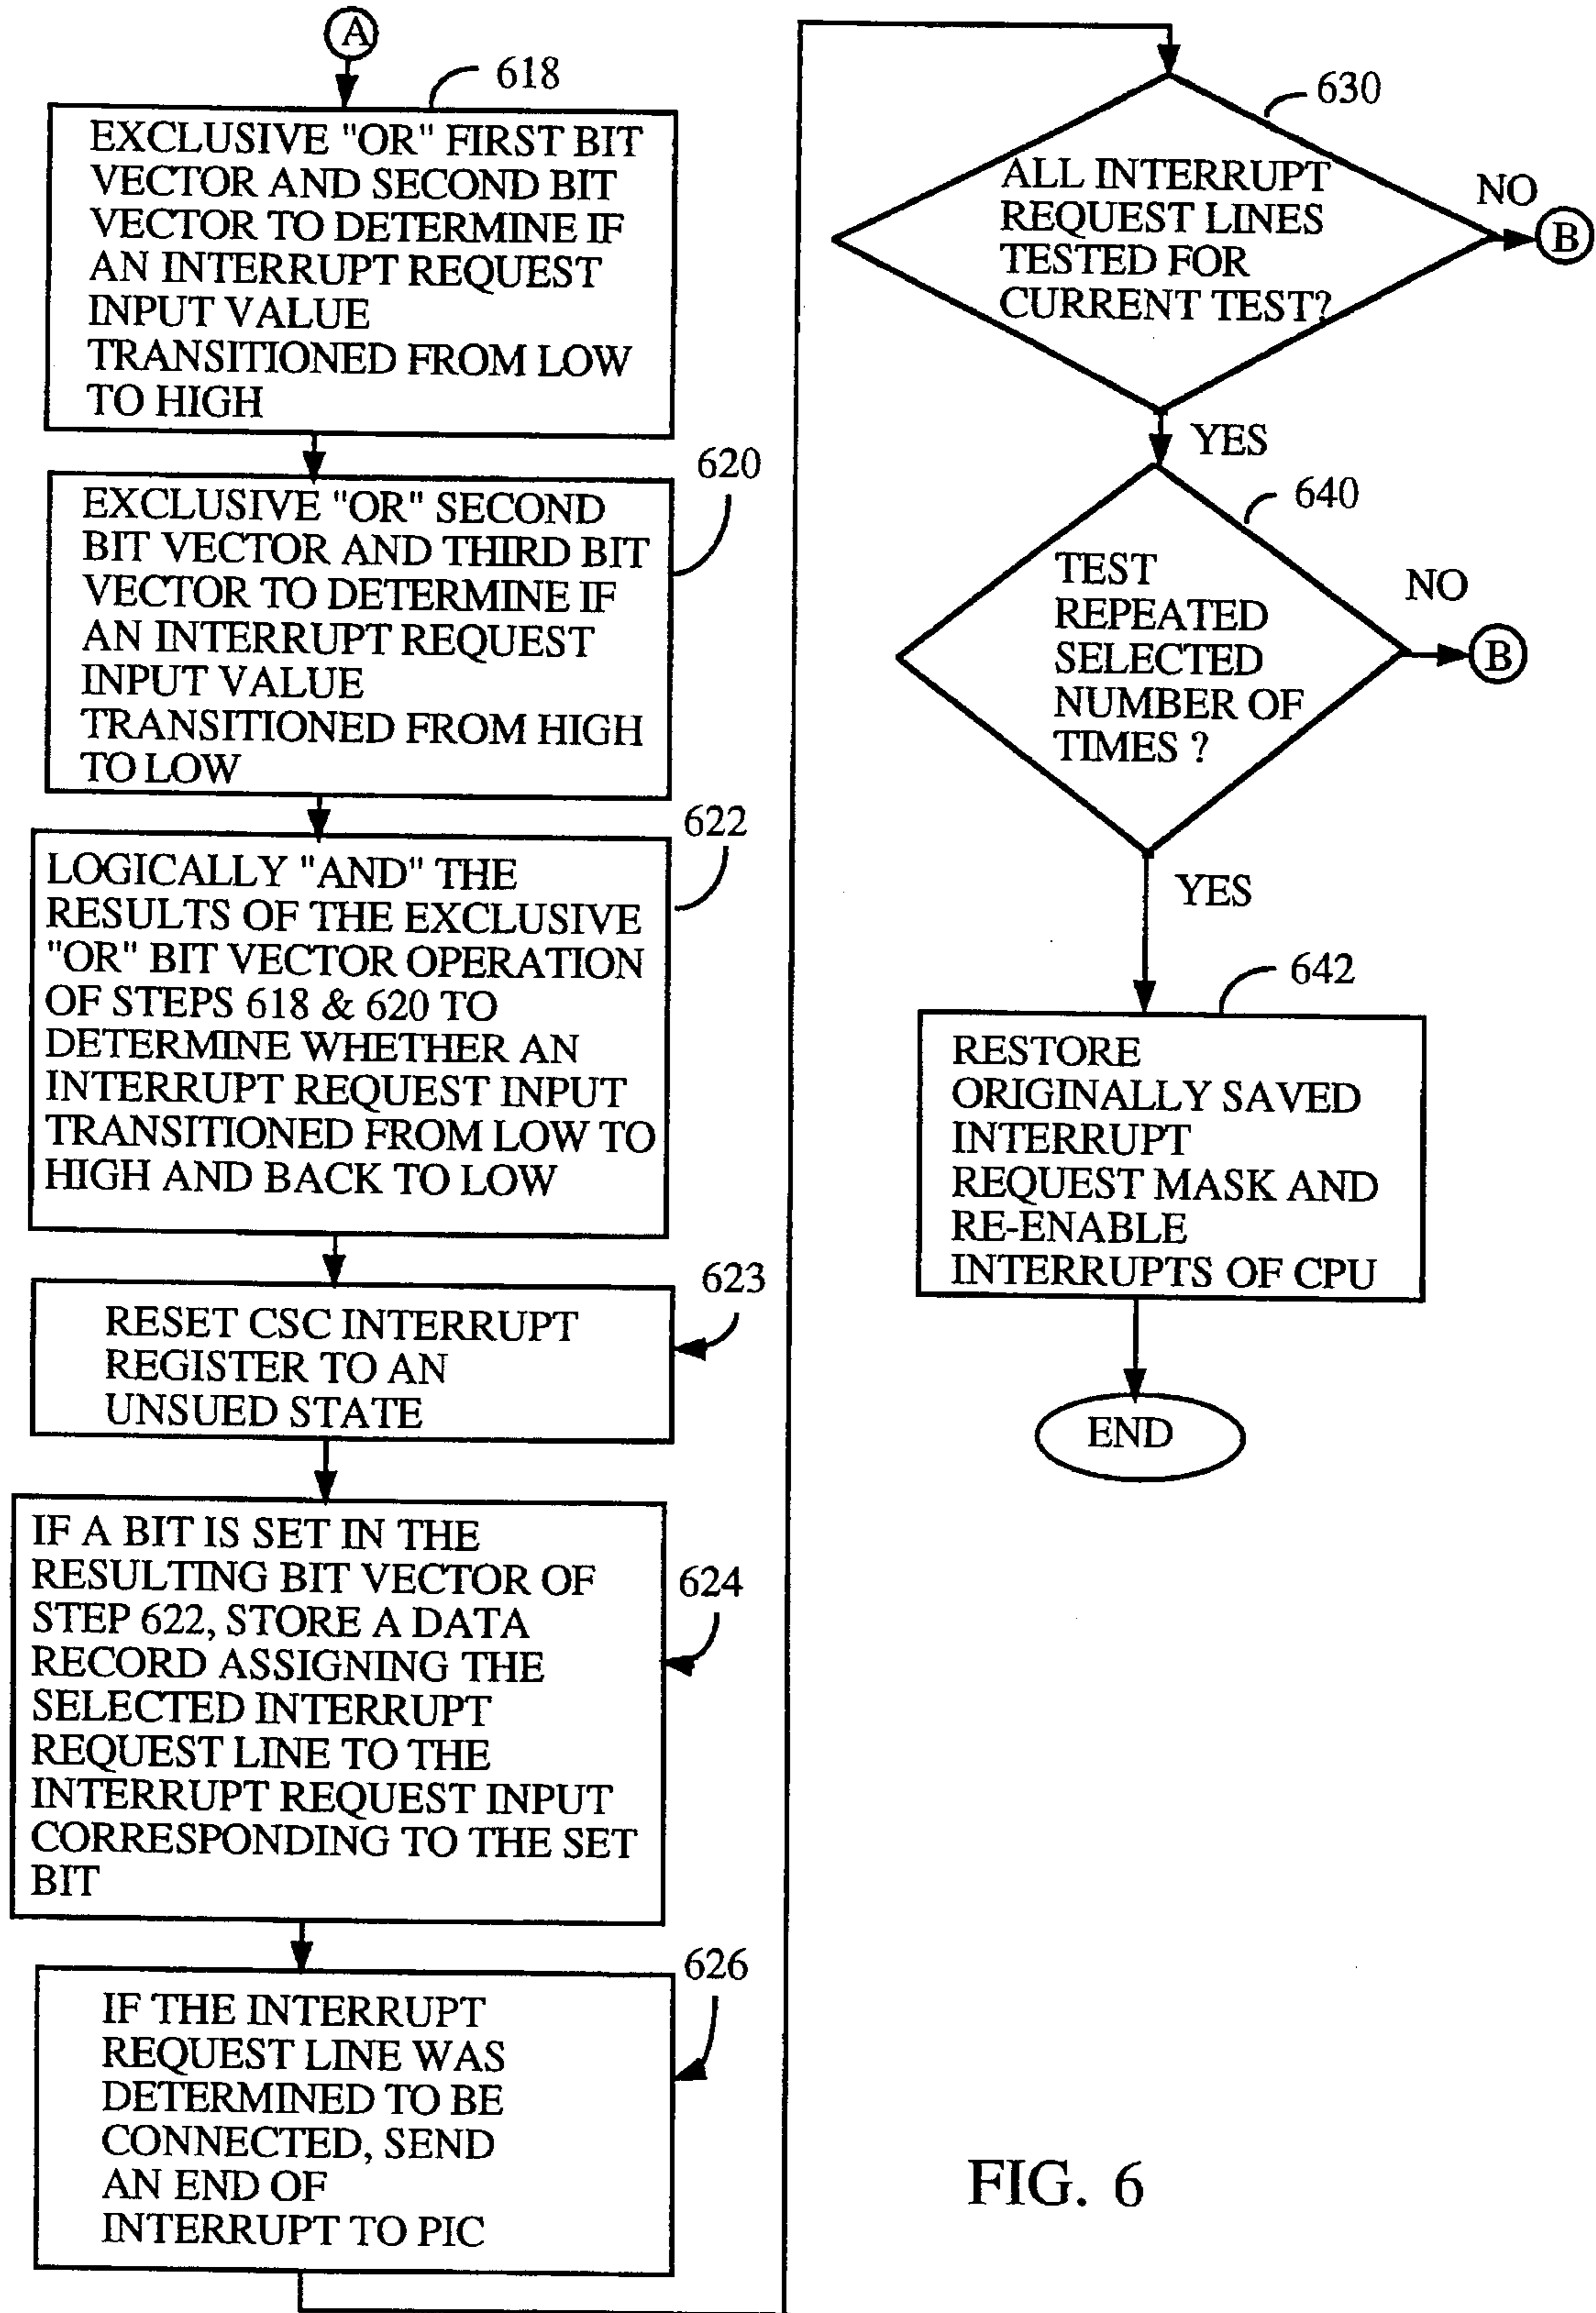 A
618
EXCLUSIVE "OR" FIRST BIT
VECTOR AND SECOND BIT
VECTOR TO DETERMINE IF
AN INTERRUPT REQUEST
INPUT VALUE
TRANSITIONED FROM LOW
TO HIGH
620
EXCLUSIVE "OR" SECOND
BIT VECTOR AND THIRD BIT
VECTOR TO DETERMINE IF
AN INTERRUPT REQUEST
INPUT VALUE
TRANSITIONED FROM HIGH
TO LOW
622
LOGICALLY "AND" THE
RESULTS OF THE EXCLUSIVE
"OR" BIT VECTOR OPERATION
OF STEPS 618 & 620 TO
DETERMINE WHETHER AN
INTERRUPT REQUEST INPUT
TRANSITIONED FROM LOW TO
HIGH AND BACK TO LOW
623
RESET CSC INTERRUPT
REGISTER TO AN
UNSUED STATE
624
IF A BIT IS SET IN THE
RESULTING BIT VECTOR OF
STEP 622, STORE A DATA
RECORD ASSIGNING THE
SELECTED INTERRUPT
REQUEST LINE TO THE
INTERRUPT REQUEST INPUT
CORRESPONDING TO THE SET
BIT
626
IF THE INTERRUPT
REQUEST LINE WAS
DETERMINED TO BE
CONNECTED, SEND
AN END OF
INTERRUPT TO PIC
630
ALL INTERRUPT
REQUEST LINES
TESTED FOR
CURRENT TEST?
NO
B
YES
640
TEST
REPEATED
SELECTED
NUMBER OF
TIMES ?
NO
B
YES
642
RESTORE
ORIGINALLY SAVED
INTERRUPT
REQUEST MASK AND
RE-ENABLE
INTERRUPTS OF CPU
END
FIG. 6